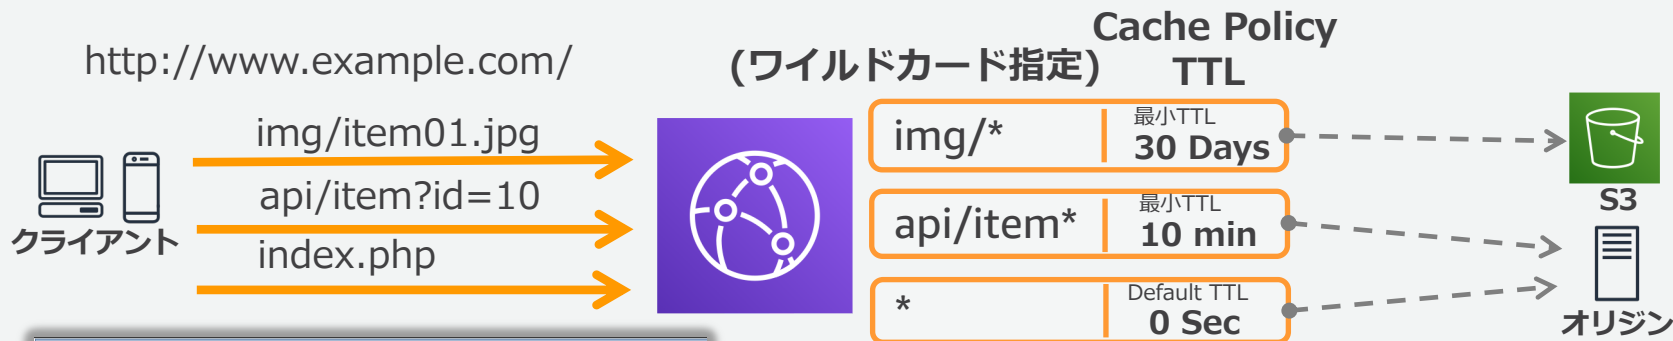 Cache Policy
TTL
http://www.example.com/
(ワイルドカード指定)
img/item01.jpg
api/item?id=10
index.php
クライアント
img/*
最小TTL
30 Days
api/item*
最小TTL
10 min
*
Default TTL
0 Sec
S3
オリジン